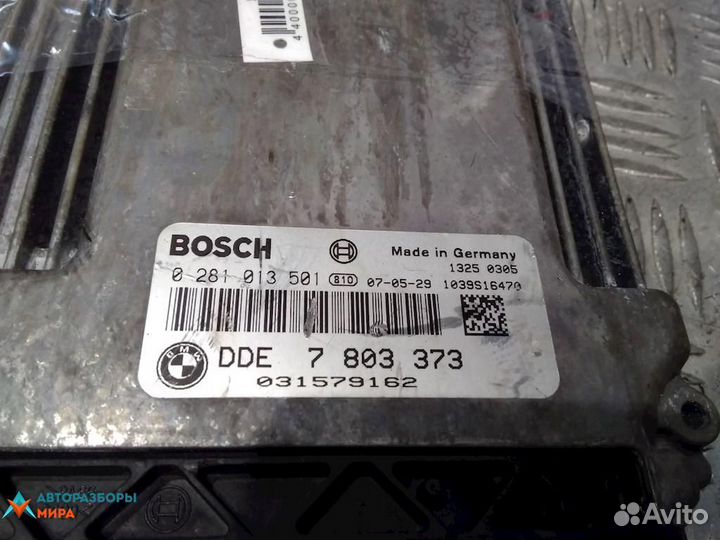 BOSCH
Made in Germany
1325 0305
0 281 013 501 810 07-05-29 1039S16470
BMW
DDE 7 803 373
031579162
АВТОРАЗБОРЫ
МИРА
Avito